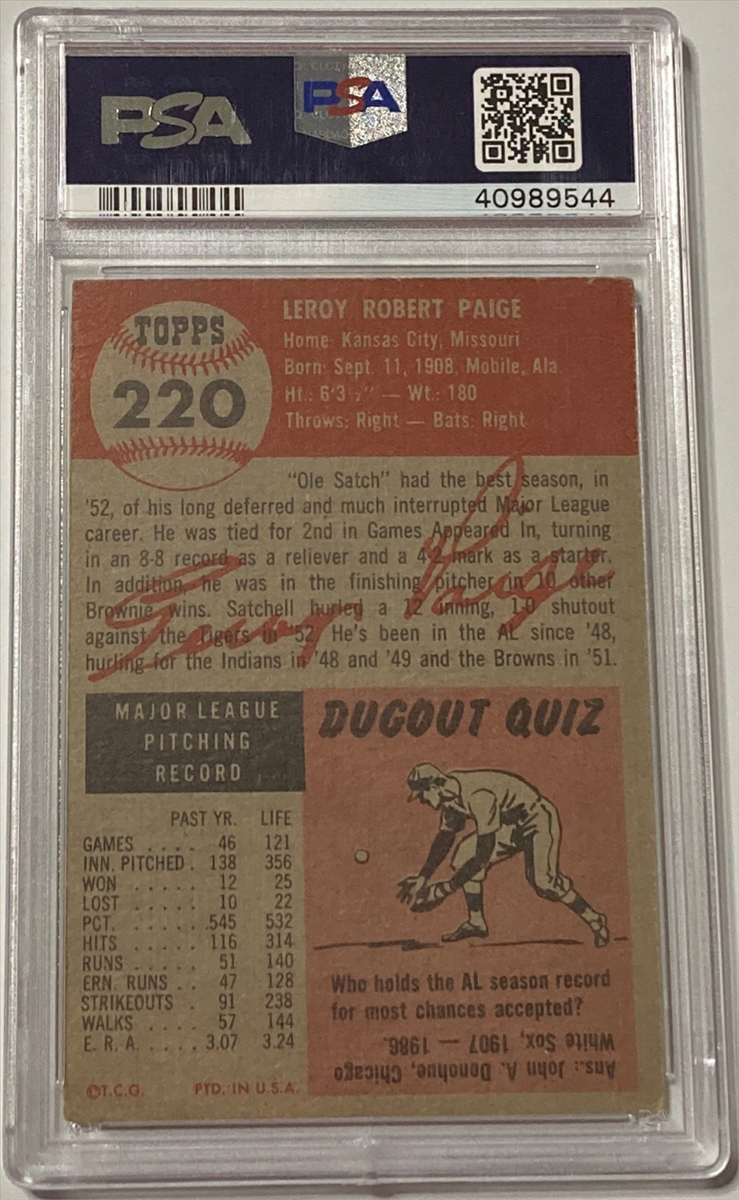 PSA
PSA
40989544
TOPPS
220
LEROY ROBERT PAIGE
Home: Kansas City, Missouri
Born: Sept. 11, 1908, Mobile, Ala.
Ht.: 6'3½" — Wt.: 180
Throws: Right — Bats: Right
"Ole Satch" had the best season, in
'52, of his long deferred and much interrupted Major League
career. He was tied for 2nd in Games Appeared In, turning
in an 8-8 record as a reliever and a 4-2 mark as a starter.
In addition, he was in the finishing pitcher in 10 other
Brownie wins. Satchell hurled a 12 inning, 1-0 shutout
against the Tigers in '52. He's been in the AL since '48,
hurling for the Indians in '48 and '49 and the Browns in '51.
Paige
MAJOR LEAGUE
PITCHING
RECORD
PAST YR. LIFE
GAMES .... 46 121
INN. PITCHED . 138 356
WON ..... 12 25
LOST ..... 10 22
PCT. ..... .545 532
HITS ..... 116 314
RUNS ..... 51 140
ERN. RUNS .. 47 128
STRIKEOUTS . 91 238
WALKS .... 57 144
E. R. A. ..... 3.07 3.24
©T.C.G. PTD. IN U.S.A.
DUGOUT QUIZ
Who holds the AL season record
for most chances accepted?
Ans.: John A. Donohue, Chicago,
White Sox, 1907 — 1986.